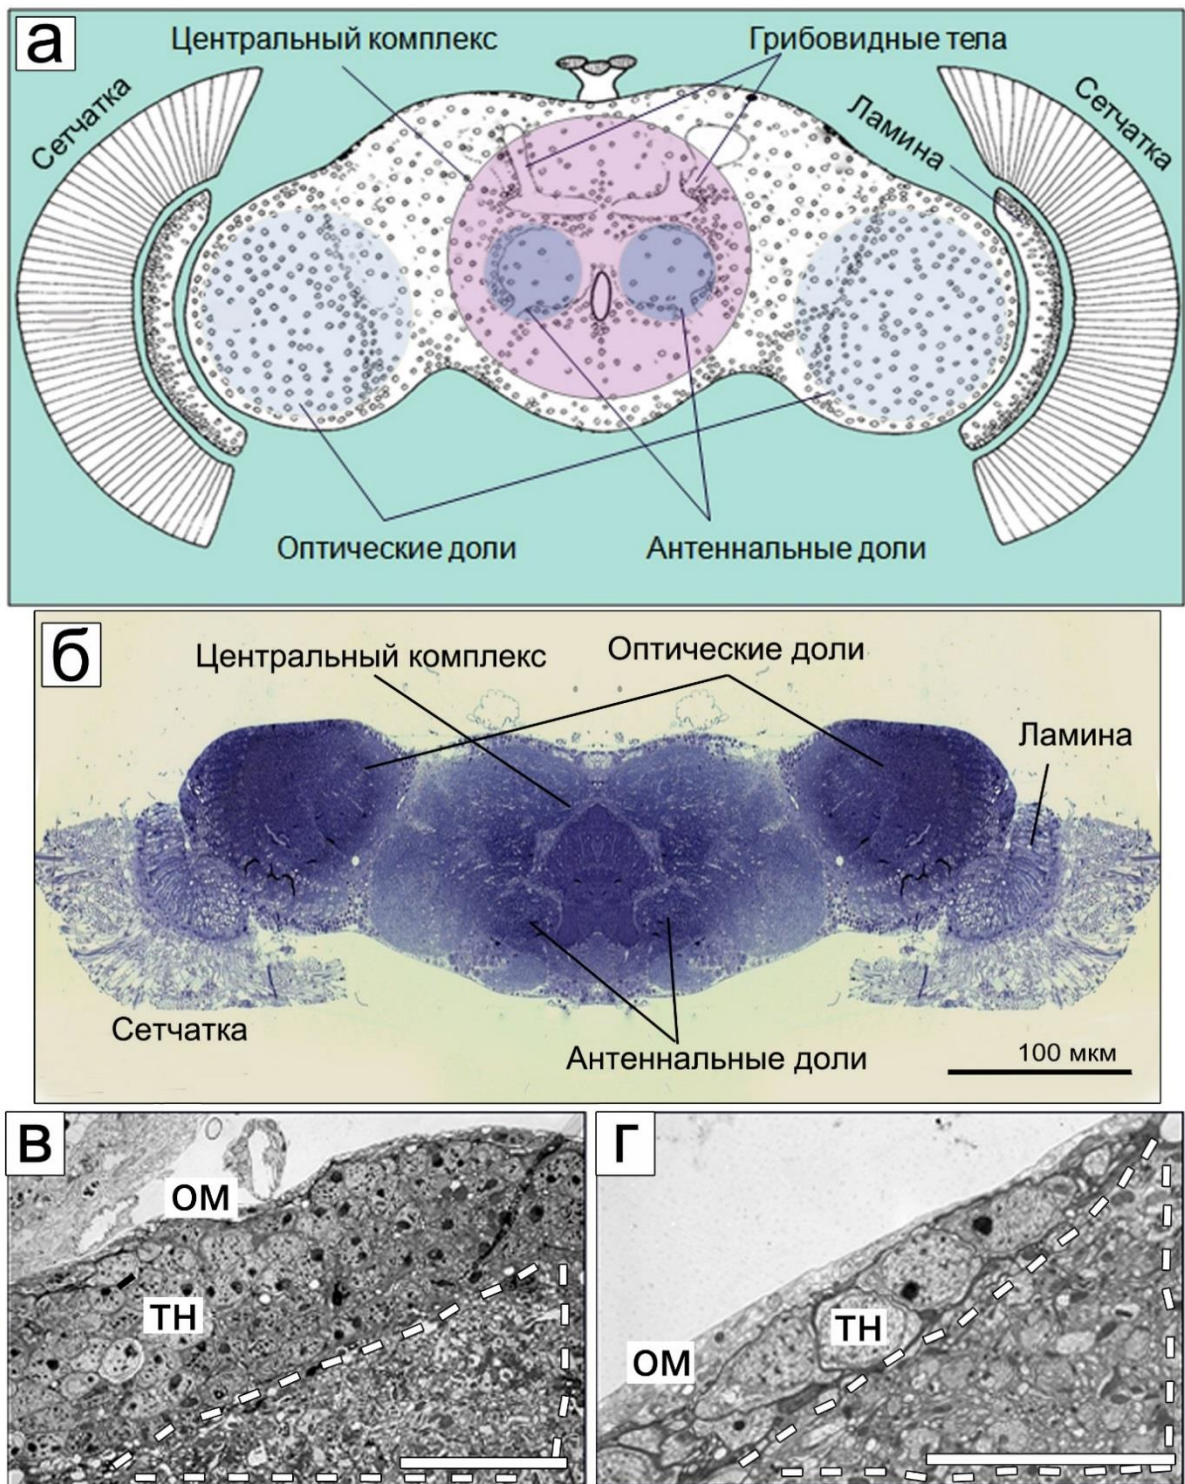 а
Центральный комплекс
Грибовидные тела
Сетчатка
Ламина
Сетчатка
Оптические доли
Антеннальные доли
б
Центральный комплекс
Оптические доли
Ламина
Сетчатка
Антеннальные доли
100 мкм
в
ОМ
ТН
г
ТН
ОМ